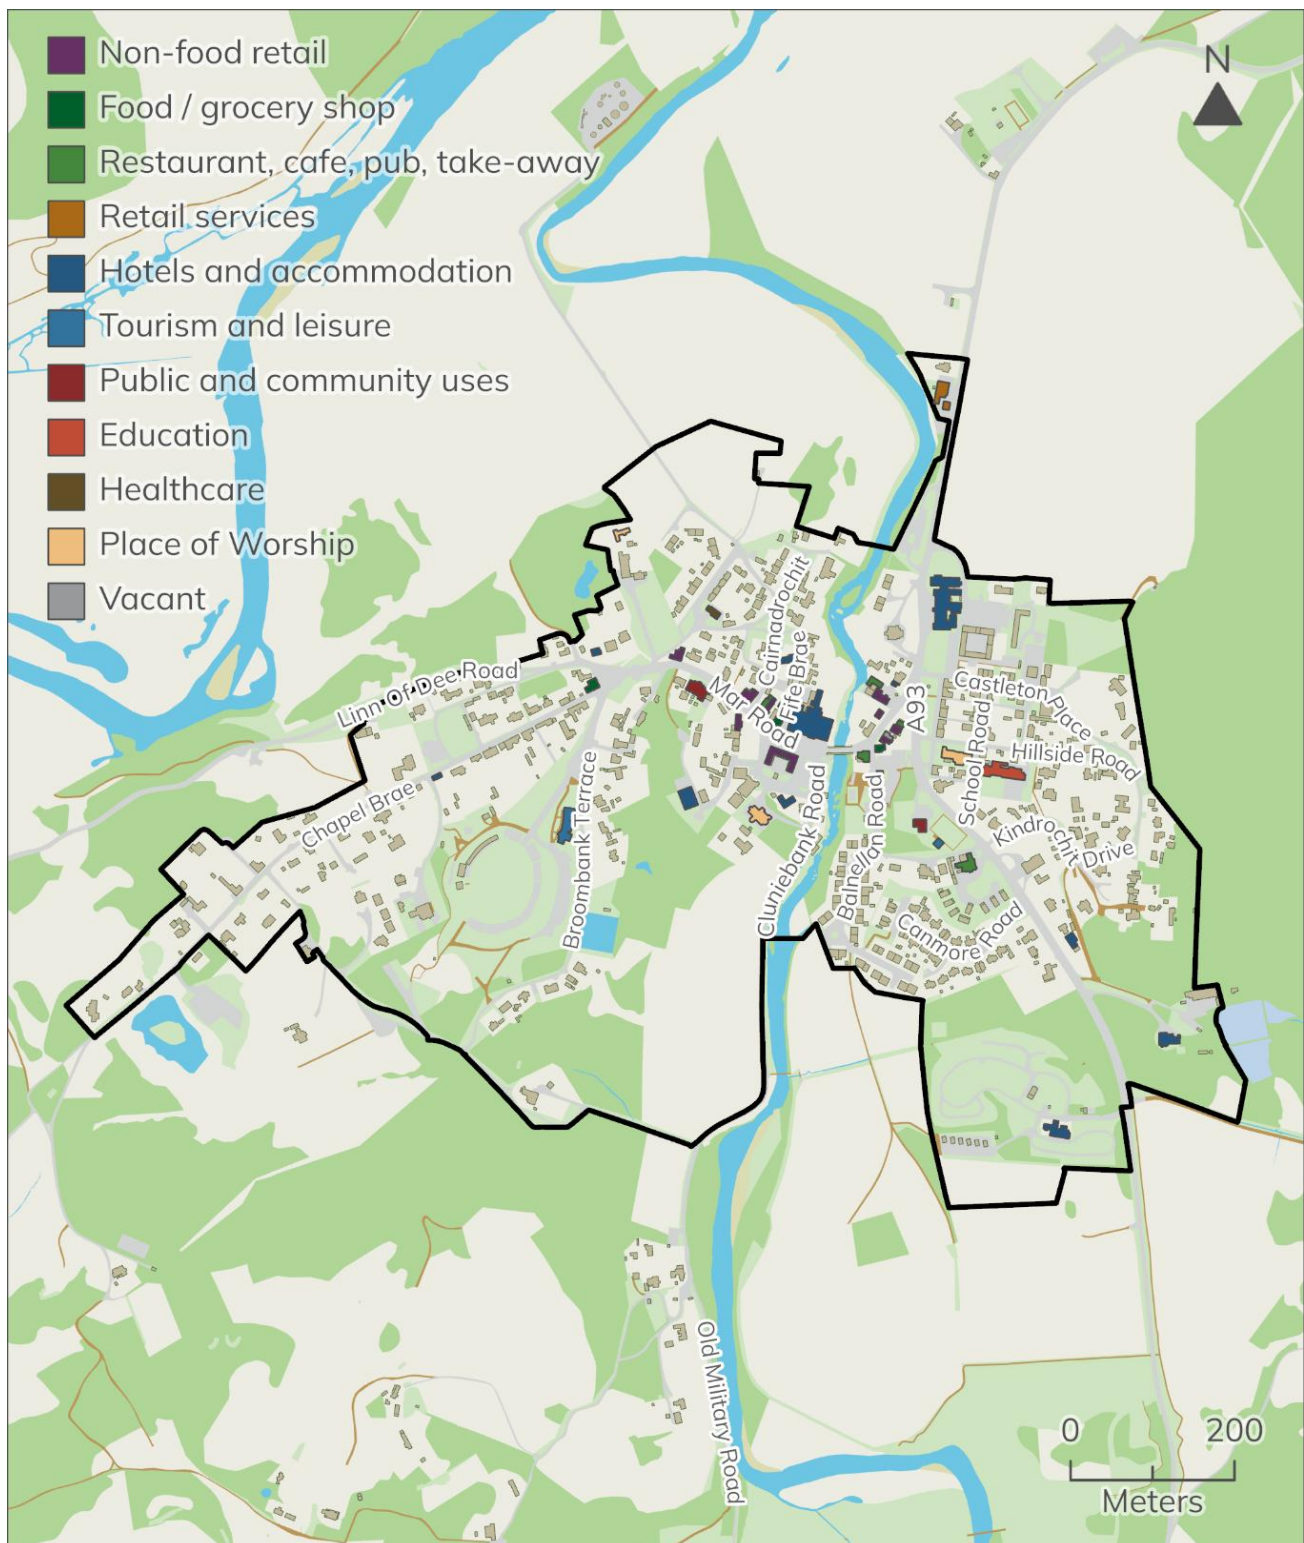 Non-food retail
Food / grocery shop
Restaurant, cafe, pub, take-away
Retail services
Hotels and accommodation
Tourism and leisure
Public and community uses
Education
Healthcare
Place of Worship
Vacant
N
Linn Of Dee Road
Chapel Brae
Broombank Terrace
Cairnadrochit
Fife Brae
Mar Road
A93
Castleton Place
School Road
Hillside Road
Kindrochit Drive
Cluniebank Road
Balnellan Road
Canmore Road
Old Military Road
0 200
Meters